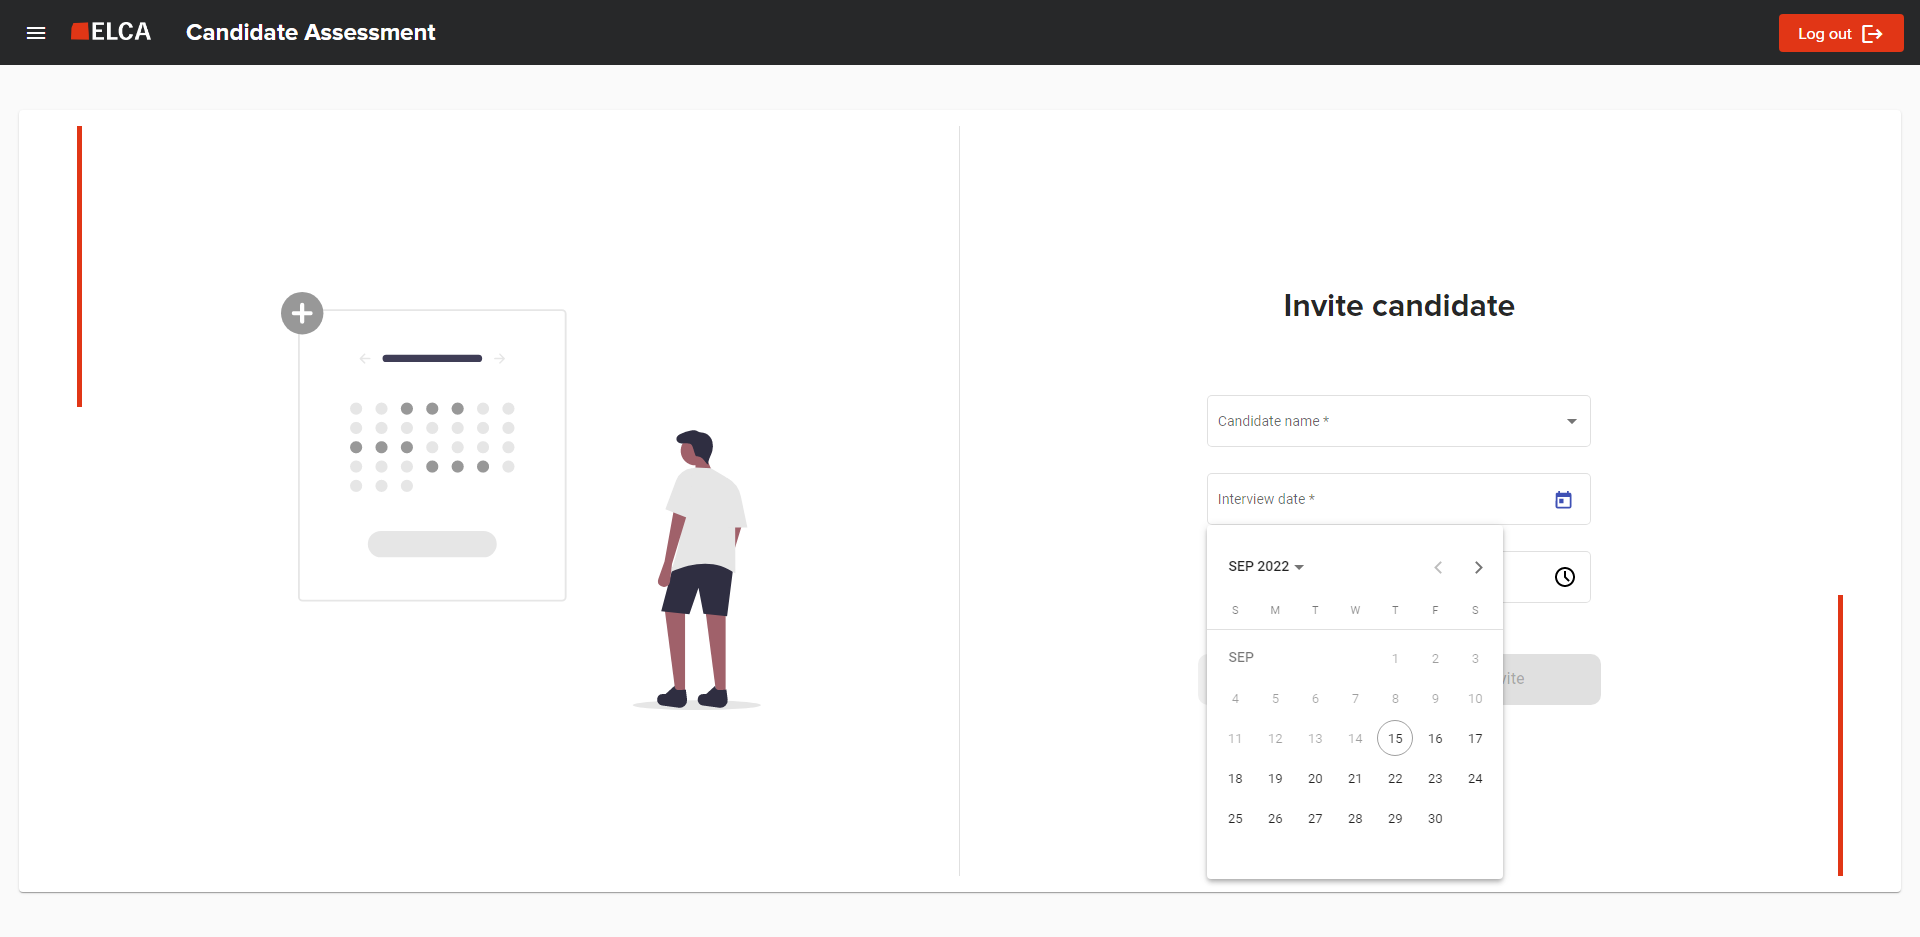 ELCA Candidate Assessment Log out
Invite candidate
Candidate name *
Interview date *
SEP 2022
S M T W T F S
SEP 1 2 3
4 5 6 7 8 9 10
11 12 13 14 15 16 17
18 19 20 21 22 23 24
25 26 27 28 29 30